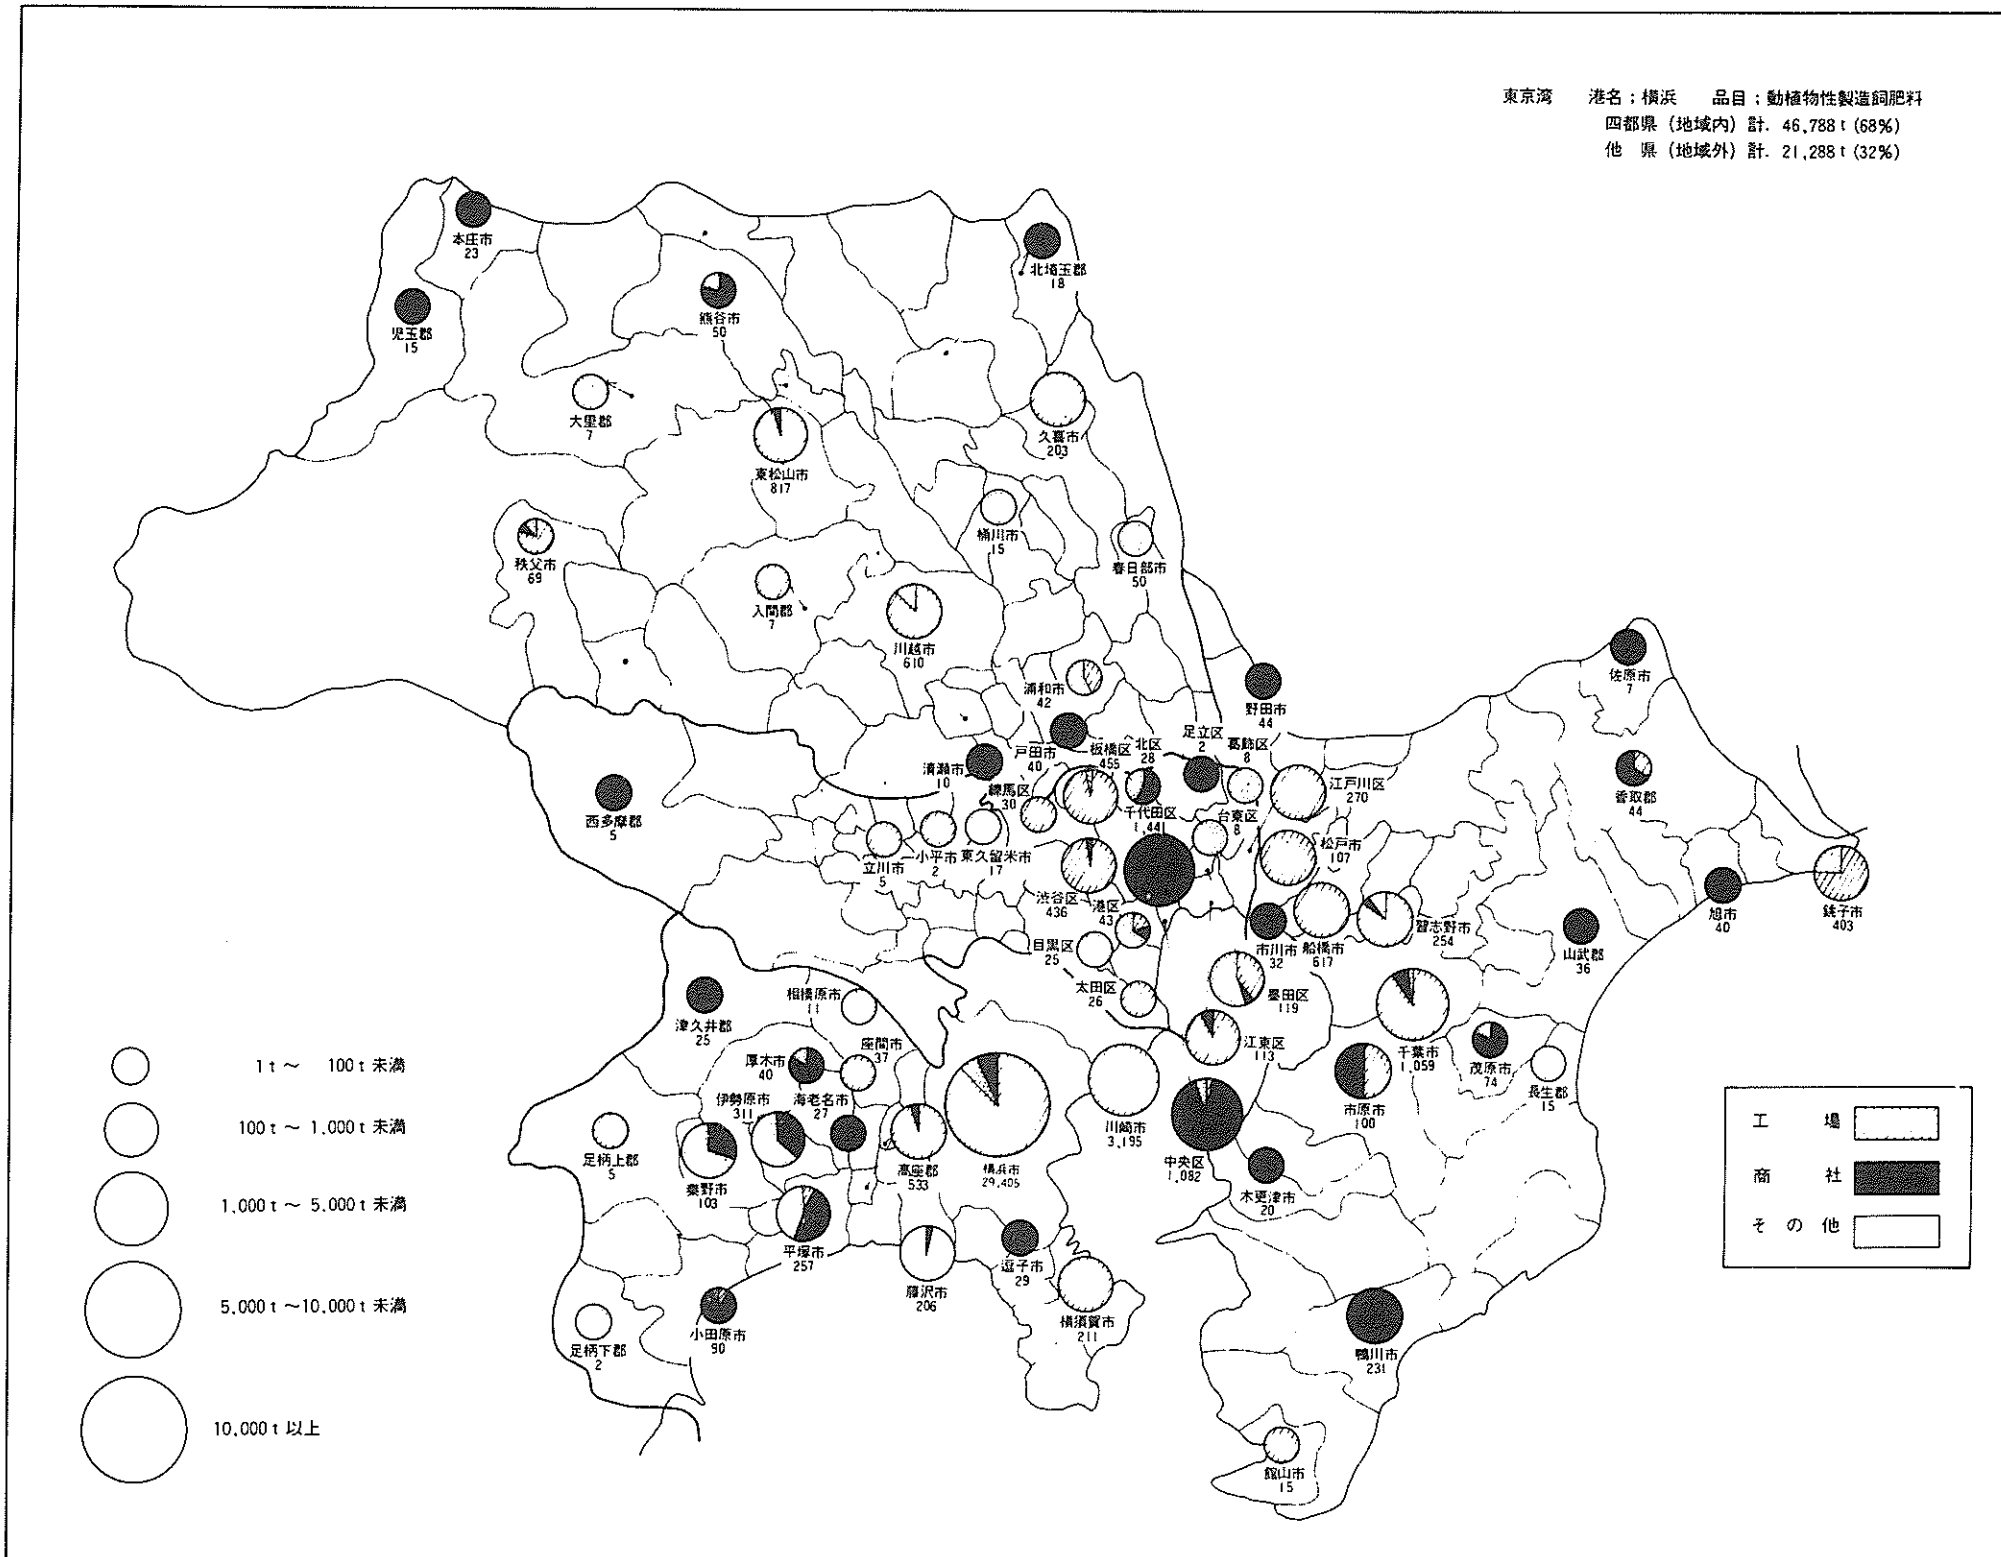 東京湾 港名;横浜 品目;動植物性製造飼肥料
四都県(地域内)計. 46,788t(68%)
他 県(地域外)計. 21,288t(32%)
本庄市
23
北埼玉郡
18
児玉郡
15
熊谷市
50
大里郡
7
久喜市
203
東松山市
817
桶川市
15
秩父市
69
春日部市
50
入間郡
7
川越市
610
浦和市
42
佐原市
7
野田市
44
戸田市
40
板橋区
455
北区
28
足立区
2
葛飾区
8
清瀬市
10
練馬区
30
江戸川区
270
香取郡
44
西多摩郡
5
千代田区
1,441
台東区
8
松戸市
107
立川市
5
小平市
2
東久留米市
17
渋谷区
436
港区
43
旭市
40
銚子市
403
習志野市
254
市川市
32
船橋市
617
山武郡
36
目黒区
25
太田区
26
墨田区
119
相模原市
11
津久井郡
25
座間市
37
厚木市
40
江東区
113
千葉市
1,059
茂原市
74
長生郡
15
伊勢原市
311
海老名市
27
市原市
100
川崎市
3,195
足柄上郡
5
秦野市
103
高座郡
533
横浜市
29,405
中央区
1,082
木更津市
20
平塚市
257
藤沢市
206
逗子市
29
横須賀市
211
小田原市
90
足柄下郡
2
鴨川市
231
館山市
15
1t~ 100t未満
100t~1,000t未満
1,000t~5,000t未満
5,000t~10,000t未満
10,000t以上
工 場
商 社
その他